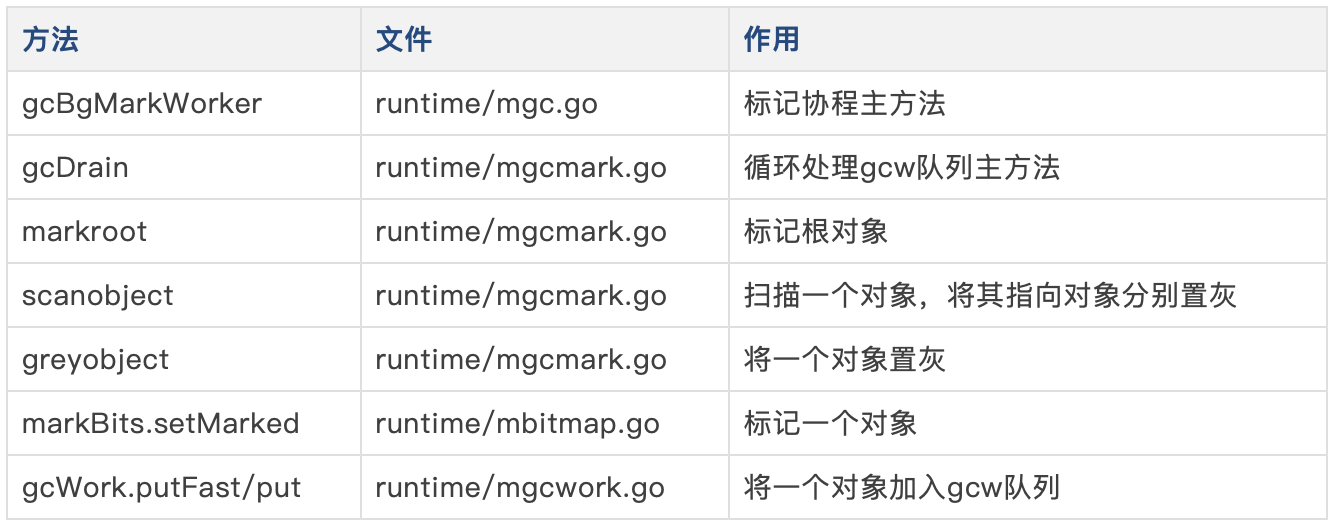 方法 文件 作用
gcBgMarkWorker runtime/mgc.go 标记协程主方法
gcDrain runtime/mgcmark.go 循环处理gcw队列主方法
markroot runtime/mgcmark.go 标记根对象
scanobject runtime/mgcmark.go 扫描一个对象，将其指向对象分别置灰
greyobject runtime/mgcmark.go 将一个对象置灰
markBits.setMarked runtime/mbitmap.go 标记一个对象
gcWork.putFast/put runtime/mgcwork.go 将一个对象加入gcw队列